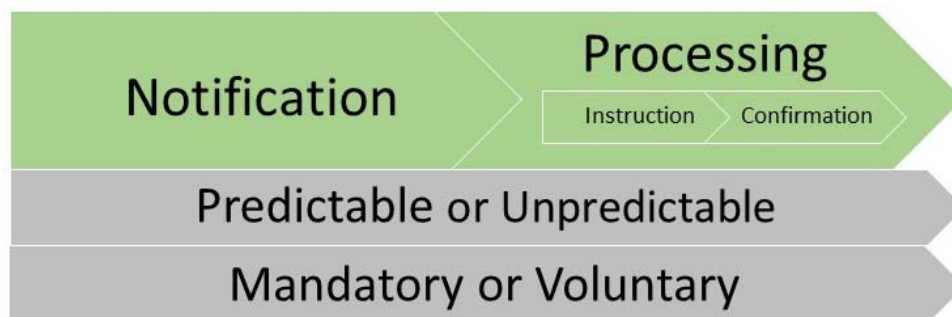 Notification
Processing
Instruction
Confirmation
Predictable or Unpredictable
Mandatory or Voluntary